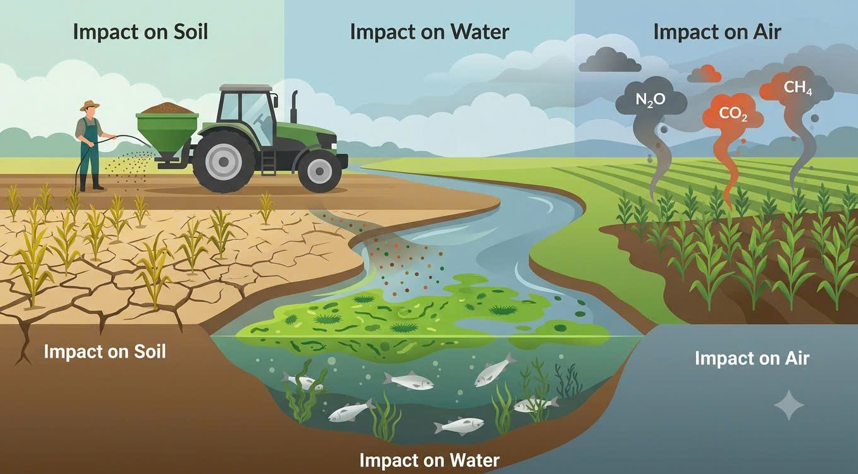 Impact on Soil
Impact on Water
Impact on Air
N₂O
CO₂
CH₄
Impact on Soil
Impact on Air
Impact on Water